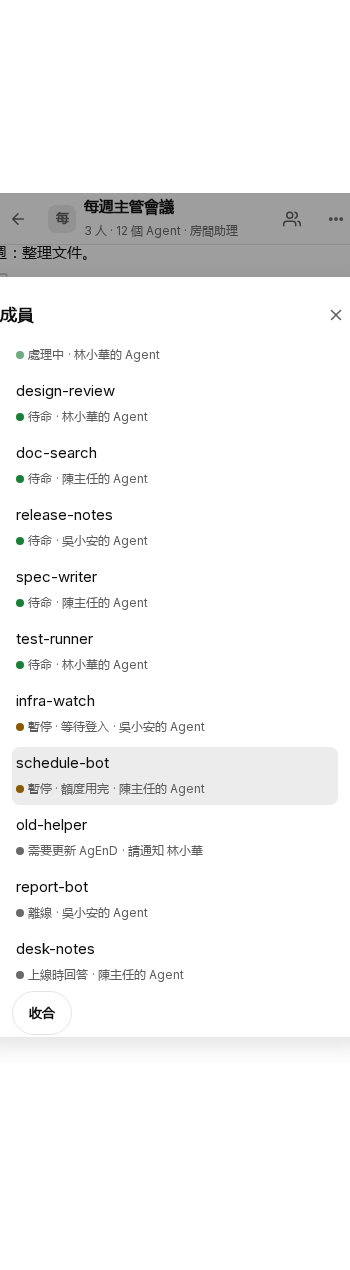 每
每週主管會議
3 人 · 12 個 Agent · 房間助理
週：整理文件。
成員
處理中 · 林小華的 Agent
design-review
待命 · 林小華的 Agent
doc-search
待命 · 陳主任的 Agent
release-notes
待命 · 吳小安的 Agent
spec-writer
待命 · 陳主任的 Agent
test-runner
待命 · 林小華的 Agent
infra-watch
暫停 · 等待登入 · 吳小安的 Agent
schedule-bot
暫停 · 額度用完 · 陳主任的 Agent
old-helper
需要更新 AgEnD · 請通知 林小華
report-bot
離線 · 吳小安的 Agent
desk-notes
上線時回答 · 陳主任的 Agent
收合